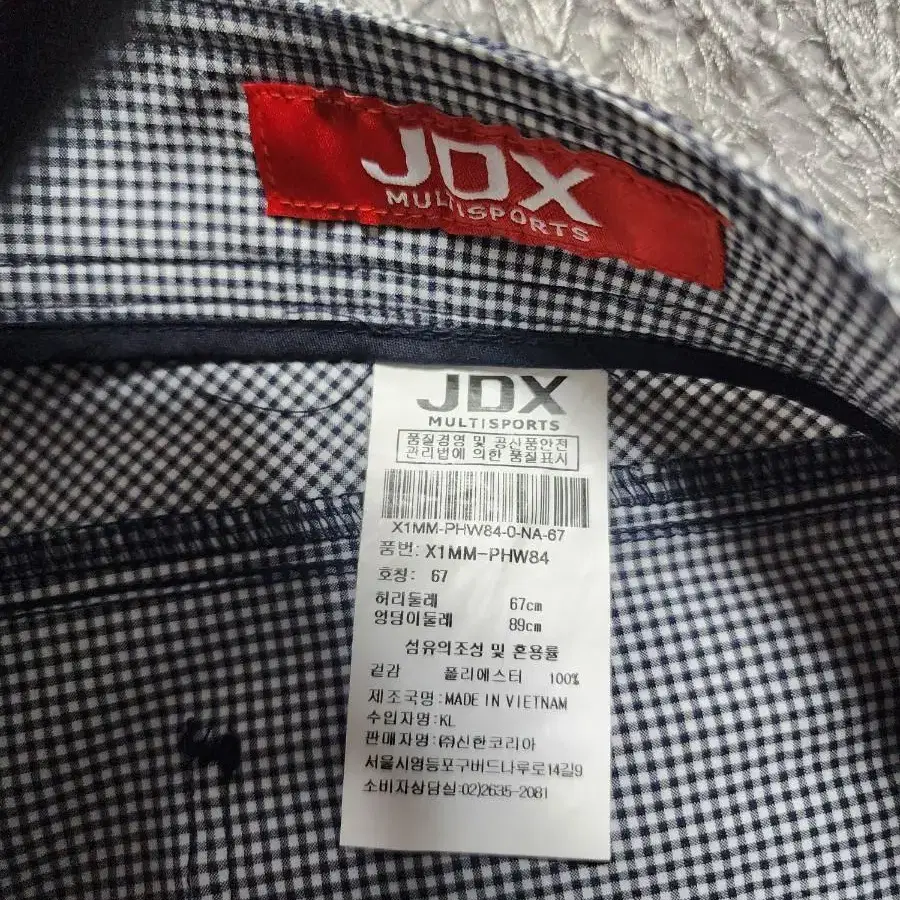 JDX
MULTISPORTS
JDX
MULTISPORTS
품질경영 및 공산품안전
관리법에 의한 품질표시
X1MM-PHW84-0-NA-67
품번: X1MM-PHW84
호칭: 67
허리둘레 67cm
엉덩이둘레 89cm
섬유의조성 및 혼용률
겉감 폴리에스터 100%
제조국명:MADE IN VIETNAM
수입자명:KL
판매자명:㈜신한코리아
서울시영등포구버드나루로14길9
소비자상담실:02)2635-2081